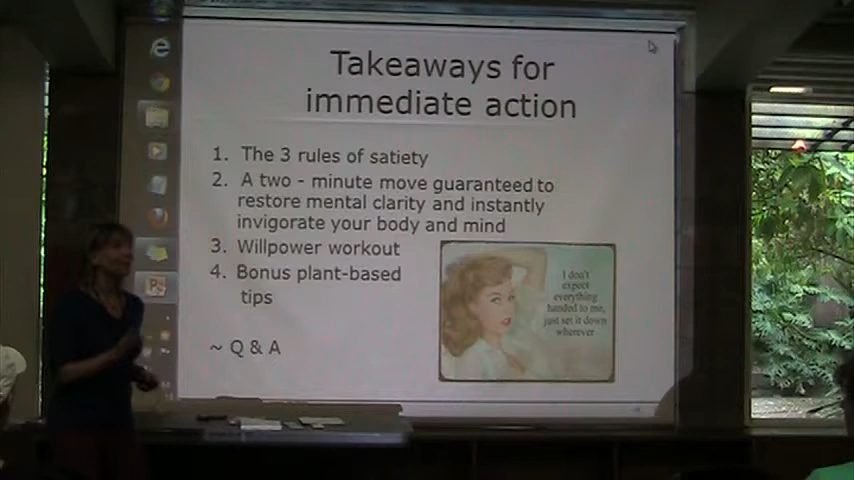 Takeaways for
immediate action
1. The 3 rules of satiety
2. A two - minute move guaranteed to
restore mental clarity and instantly
invigorate your body and mind
3. Willpower workout
4. Bonus plant-based
tips
~ Q & A
I don't
expect
everything
handed to me,
just set it down
wherever